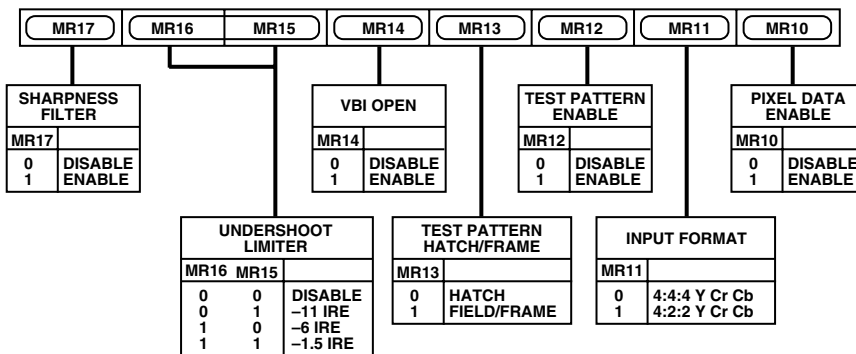 MR17 MR16 MR15 MR14 MR13 MR12 MR11 MR10
SHARPNESS
FILTER
MR17
0 DISABLE
1 ENABLE
VBI OPEN
MR14
0 DISABLE
1 ENABLE
TEST PATTERN
ENABLE
MR12
0 DISABLE
1 ENABLE
PIXEL DATA
ENABLE
MR10
0 DISABLE
1 ENABLE
UNDERSHOOT
LIMITER
MR16 MR15
0 0 DISABLE
0 1 –11 IRE
1 0 –6 IRE
1 1 –1.5 IRE
TEST PATTERN
HATCH/FRAME
MR13
0 HATCH
1 FIELD/FRAME
INPUT FORMAT
MR11
0 4:4:4 Y Cr Cb
1 4:2:2 Y Cr Cb